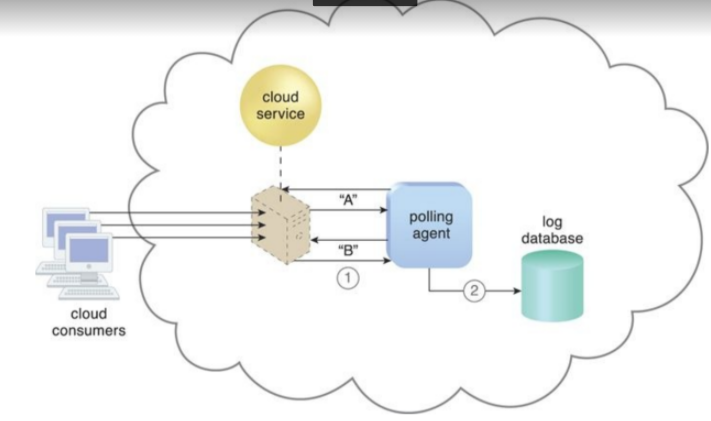 cloud
service
"A"
polling
agent
"B"
1
log
database
2
cloud
consumers